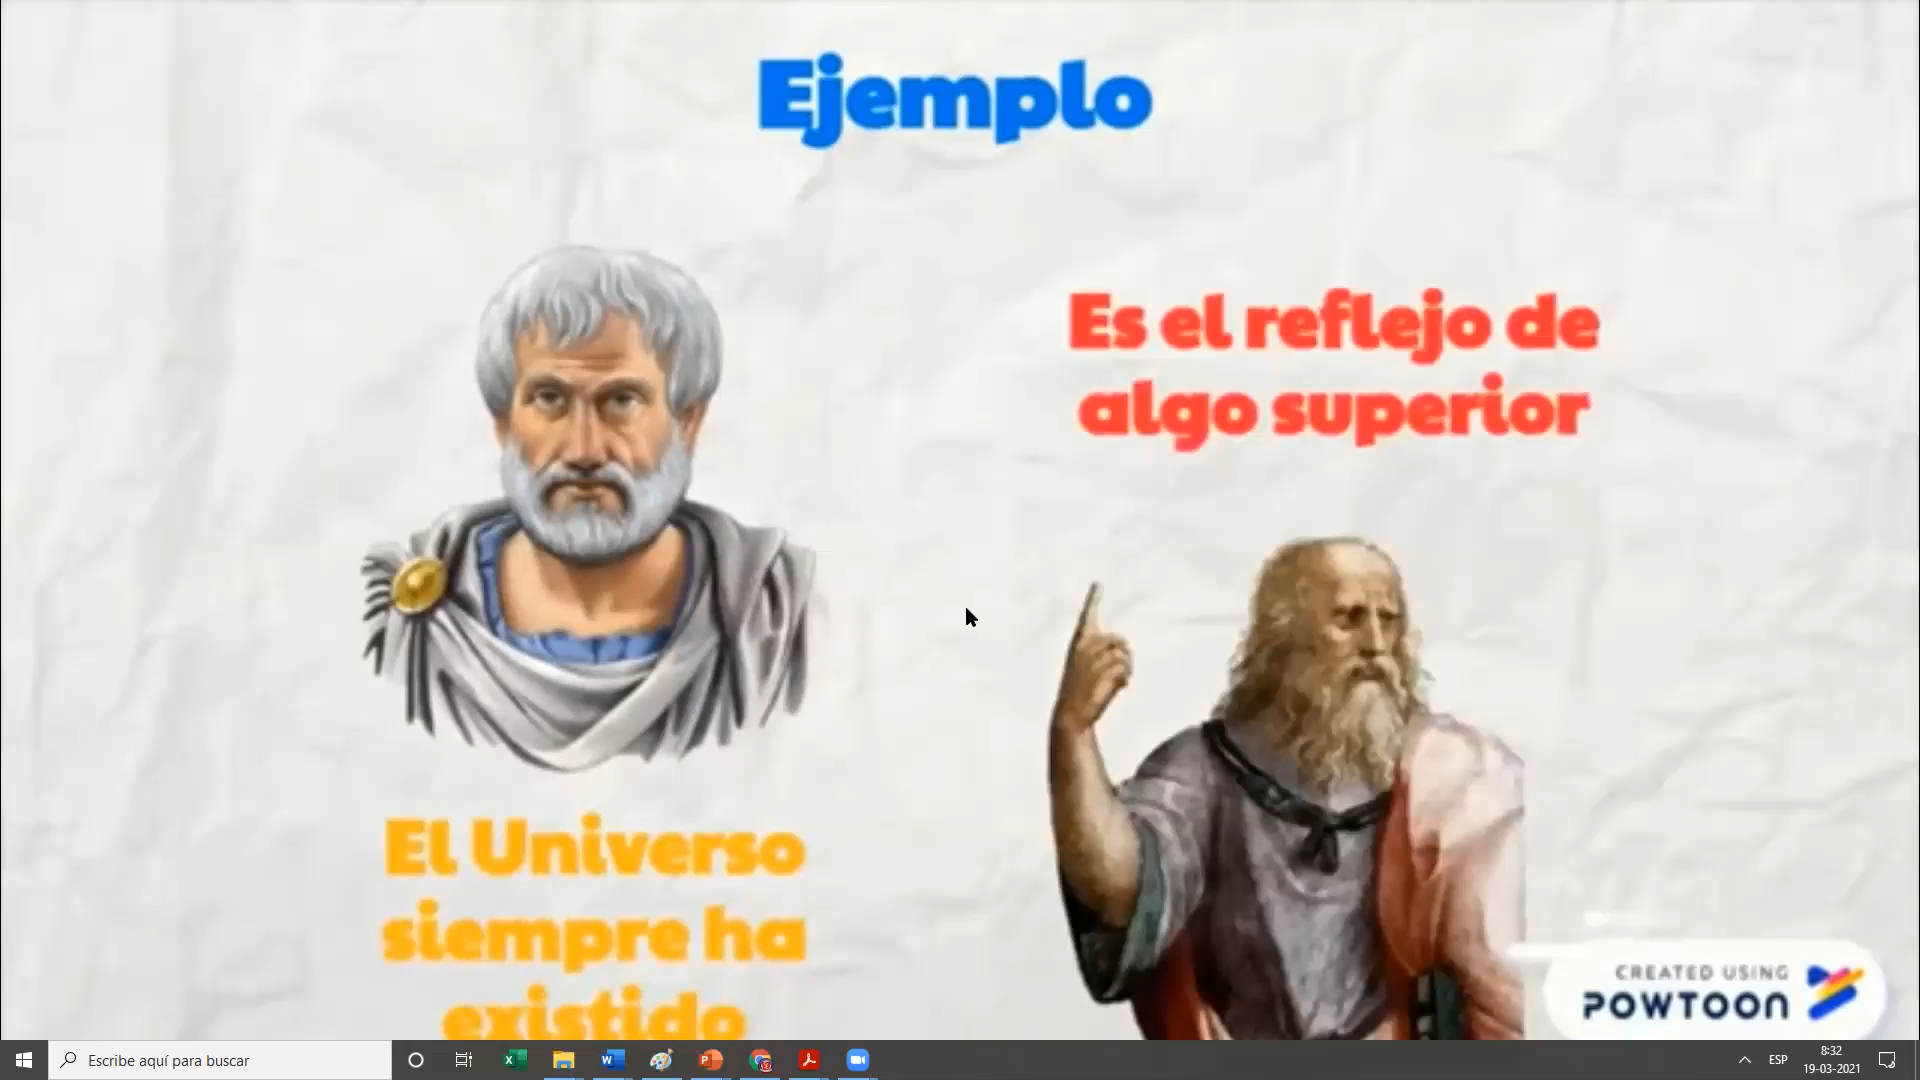 Ejemplo
Es el reflejo de
algo superior
El Universo
siempre ha
existido
CREATED USING
POWTOON
Escribe aquí para buscar
ESP
8:32
19-03-2021